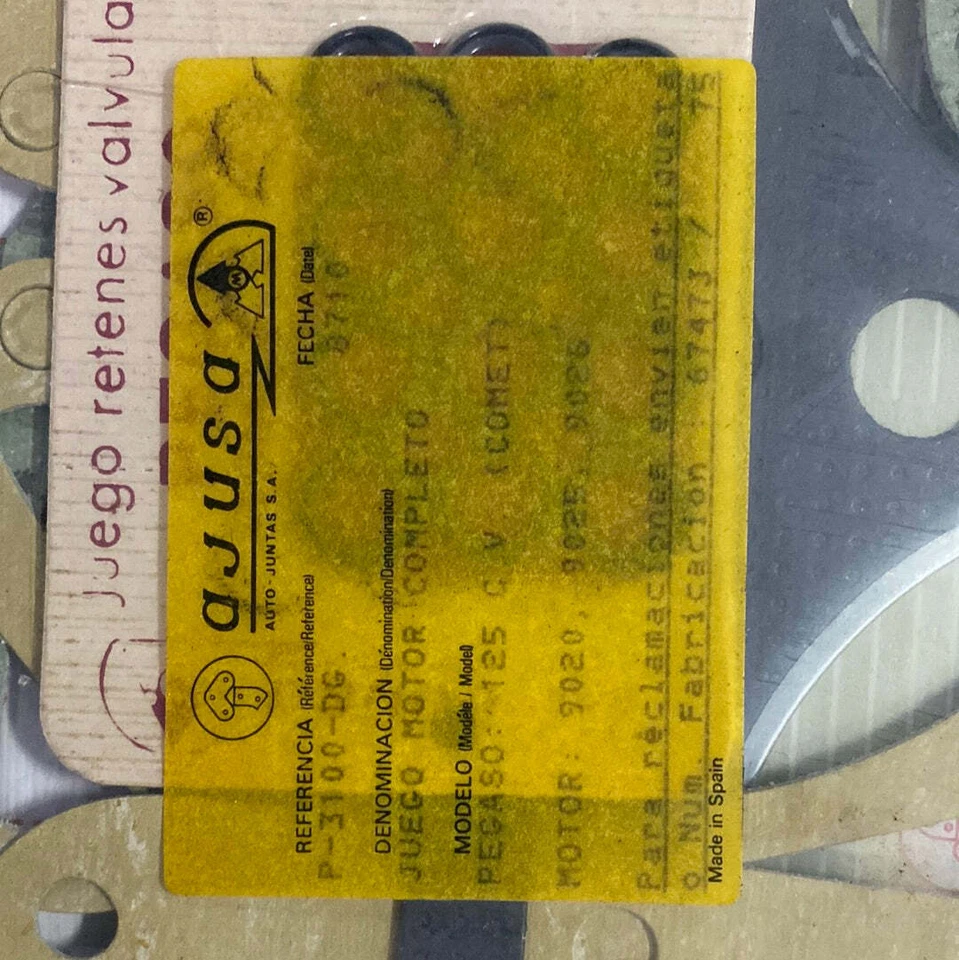 Juego retenes valvula
®
aJUSa
AUTO-JUNTAS S.A.
REFERENCIA (Référence/Reference) FECHA (Date)
P-3100-DG. 8710
DENOMINACION (Dénomination/Denomination)
JUEGO MOTOR COMPLETO
MODELO (Modéle / Model)
PEGASO: 125 C V (COMET)
MOTOR: 9020, 9025, 9026
Para reclamaciones envien etiqueta
o Num. Fabricacion : 67473 / 75
Made in Spain